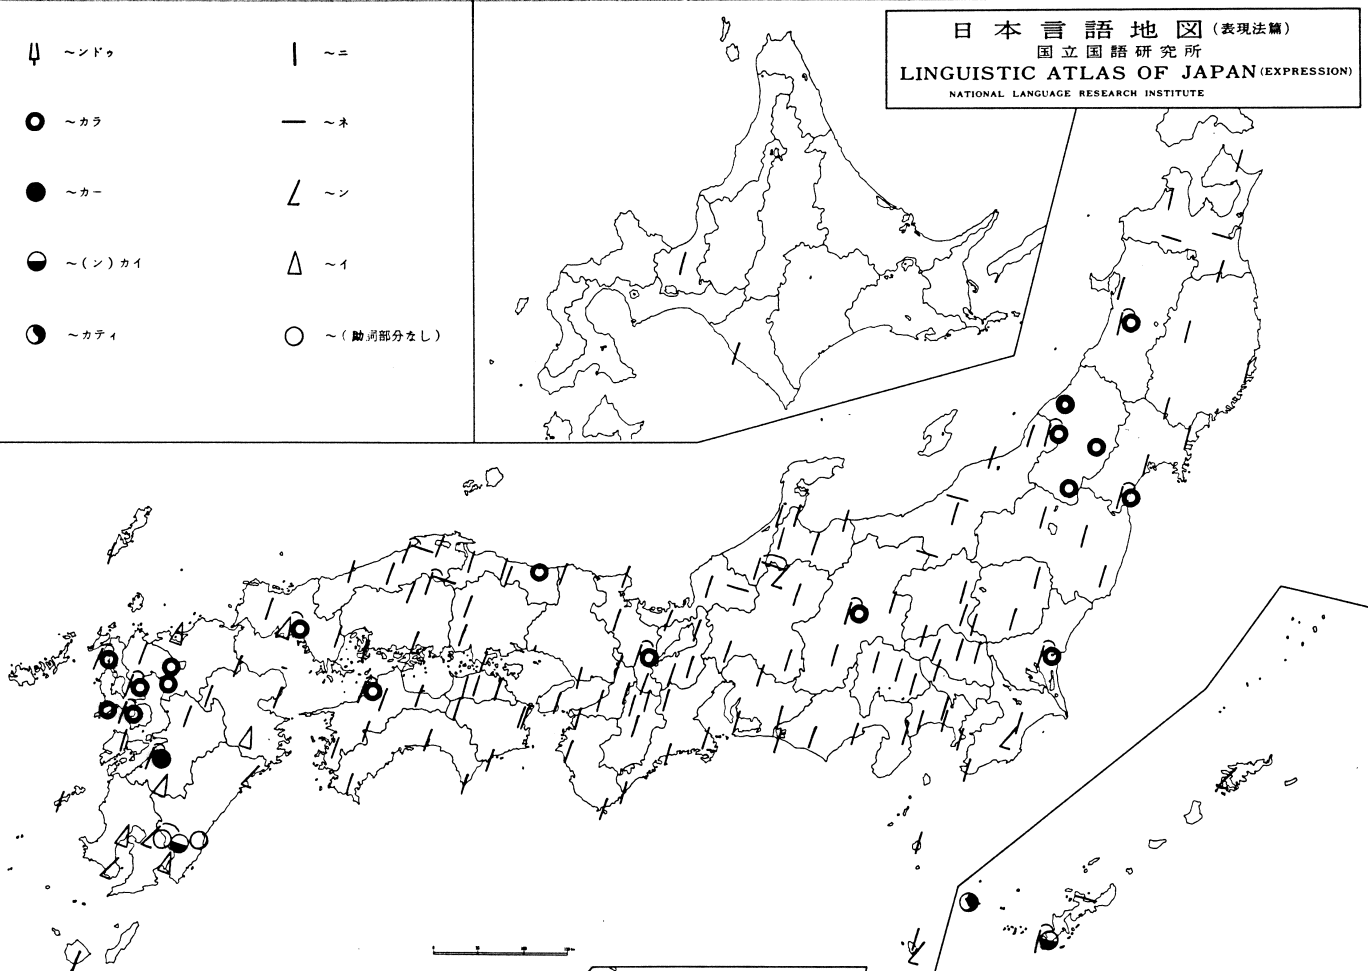 日本言語地図(表現法篇)
国立国語研究所
LINGUISTIC ATLAS OF JAPAN (EXPRESSION)
NATIONAL LANGUAGE RESEARCH INSTITUTE
～ンドゥ
～カラ
～カー
～(ン)カイ
～カティ
～ニ
～ネ
～ン
～イ
～(助詞部分なし)